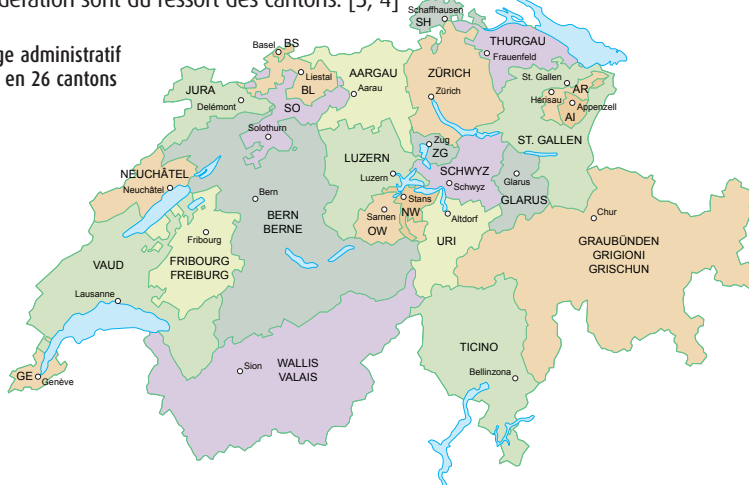 dération sont du ressort des cantons. [3, 4]
ge administratif
en 26 cantons
Schaffhausen
SH
THURGAU
Frauenfeld
Basel
BS
Liestal
BL
AARGAU
Aarau
ZÜRICH
Zürich
St. Gallen
AR
Herisau
Appenzell
AI
JURA
Delémont
SO
Solothurn
ST. GALLEN
Zug
ZG
LUZERN
Luzern
SCHWYZ
Schwyz
Glarus
GLARUS
NEUCHÂTEL
Neuchâtel
Bern
BERN
BERNE
Stans
NW
Sarnen
OW
Altdorf
URI
Chur
GRAUBÜNDEN
GRIGIONI
GRISCHUN
Fribourg
FRIBOURG
FREIBURG
VAUD
Lausanne
GE
Genève
Sion
WALLIS
VALAIS
TICINO
Bellinzona